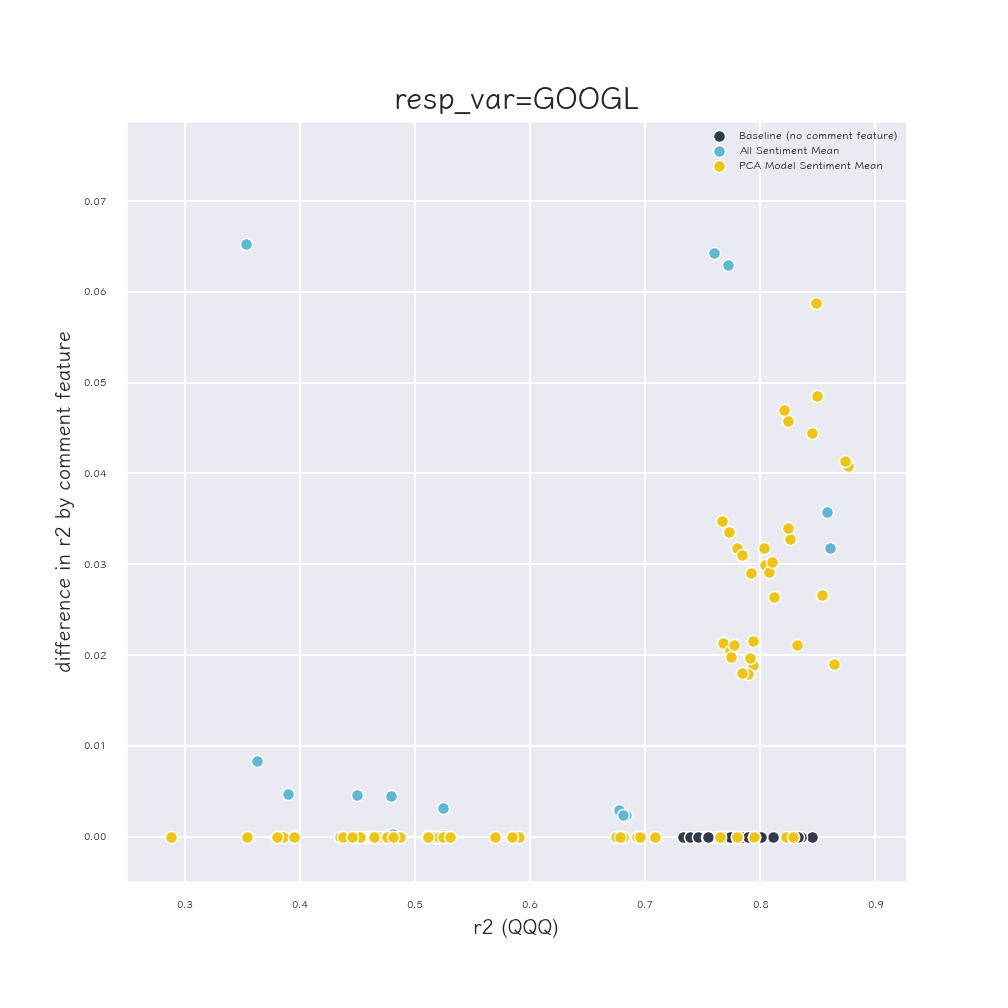 resp_var=GOOGL
Baseline (no comment feature)
All Sentiment Mean
PCA Model Sentiment Mean
0.07
0.06
0.05
0.04
0.03
0.02
0.01
0.00
difference in r2 by comment feature
0.3 0.4 0.5 0.6 0.7 0.8 0.9
r2 (QQQ)